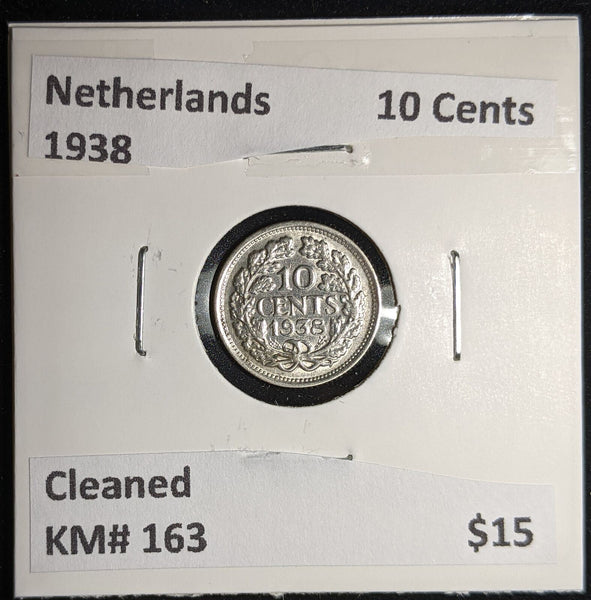 Netherlands 10 Cents
1938
10
CENTS
1938
Cleaned
KM# 163 $15